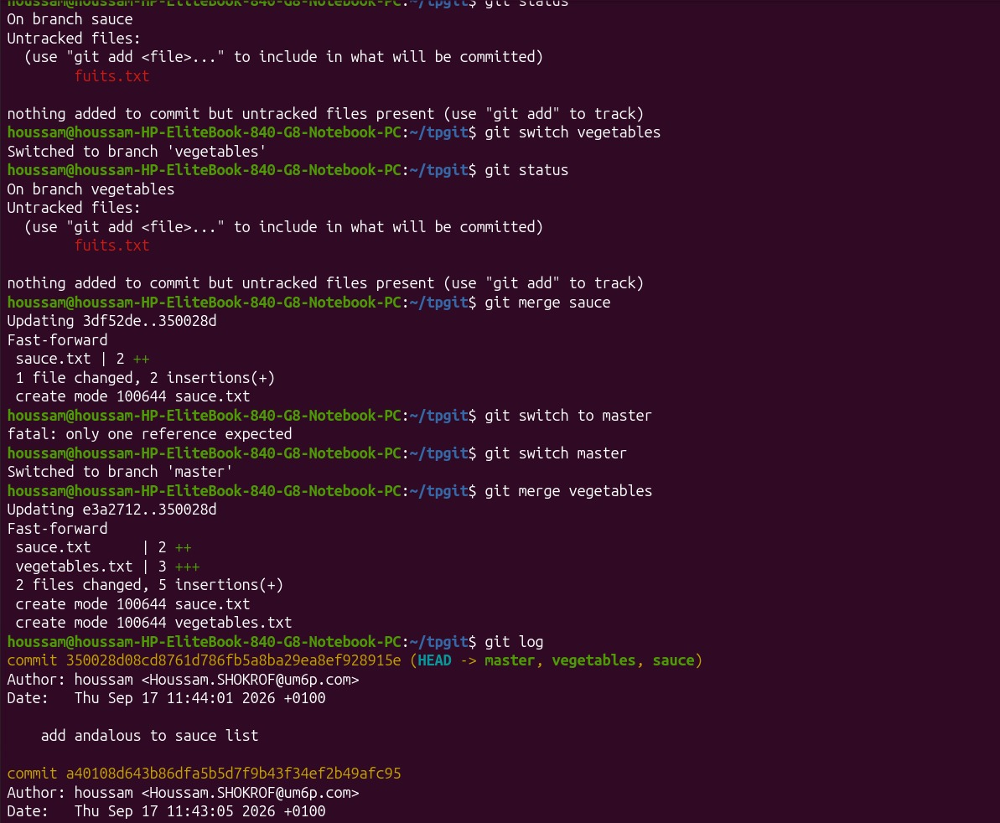 houssam@houssam-HP-EliteBook-840-G8-Notebook-PC:~/tpgit$ git status
On branch sauce
Untracked files:
  (use "git add <file>..." to include in what will be committed)
        fuits.txt

nothing added to commit but untracked files present (use "git add" to track)
houssam@houssam-HP-EliteBook-840-G8-Notebook-PC:~/tpgit$ git switch vegetables
Switched to branch 'vegetables'
houssam@houssam-HP-EliteBook-840-G8-Notebook-PC:~/tpgit$ git status
On branch vegetables
Untracked files:
  (use "git add <file>..." to include in what will be committed)
        fuits.txt

nothing added to commit but untracked files present (use "git add" to track)
houssam@houssam-HP-EliteBook-840-G8-Notebook-PC:~/tpgit$ git merge sauce
Updating 3df52de..350028d
Fast-forward
 sauce.txt | 2 ++
 1 file changed, 2 insertions(+)
 create mode 100644 sauce.txt
houssam@houssam-HP-EliteBook-840-G8-Notebook-PC:~/tpgit$ git switch to master
fatal: only one reference expected
houssam@houssam-HP-EliteBook-840-G8-Notebook-PC:~/tpgit$ git switch master
Switched to branch 'master'
houssam@houssam-HP-EliteBook-840-G8-Notebook-PC:~/tpgit$ git merge vegetables
Updating e3a2712..350028d
Fast-forward
 sauce.txt      | 2 ++
 vegetables.txt | 3 +++
 2 files changed, 5 insertions(+)
 create mode 100644 sauce.txt
 create mode 100644 vegetables.txt
houssam@houssam-HP-EliteBook-840-G8-Notebook-PC:~/tpgit$ git log
commit 350028d08cd8761d786fb5a8ba29ea8ef928915e (HEAD -> master, vegetables, sauce)
Author: houssam <Houssam.SHOKROF@um6p.com>
Date:   Thu Sep 17 11:44:01 2026 +0100

    add andalous to sauce list

commit a40108d643b86dfa5b5d7f9b43f34ef2b49afc95
Author: houssam <Houssam.SHOKROF@um6p.com>
Date:   Thu Sep 17 11:43:05 2026 +0100